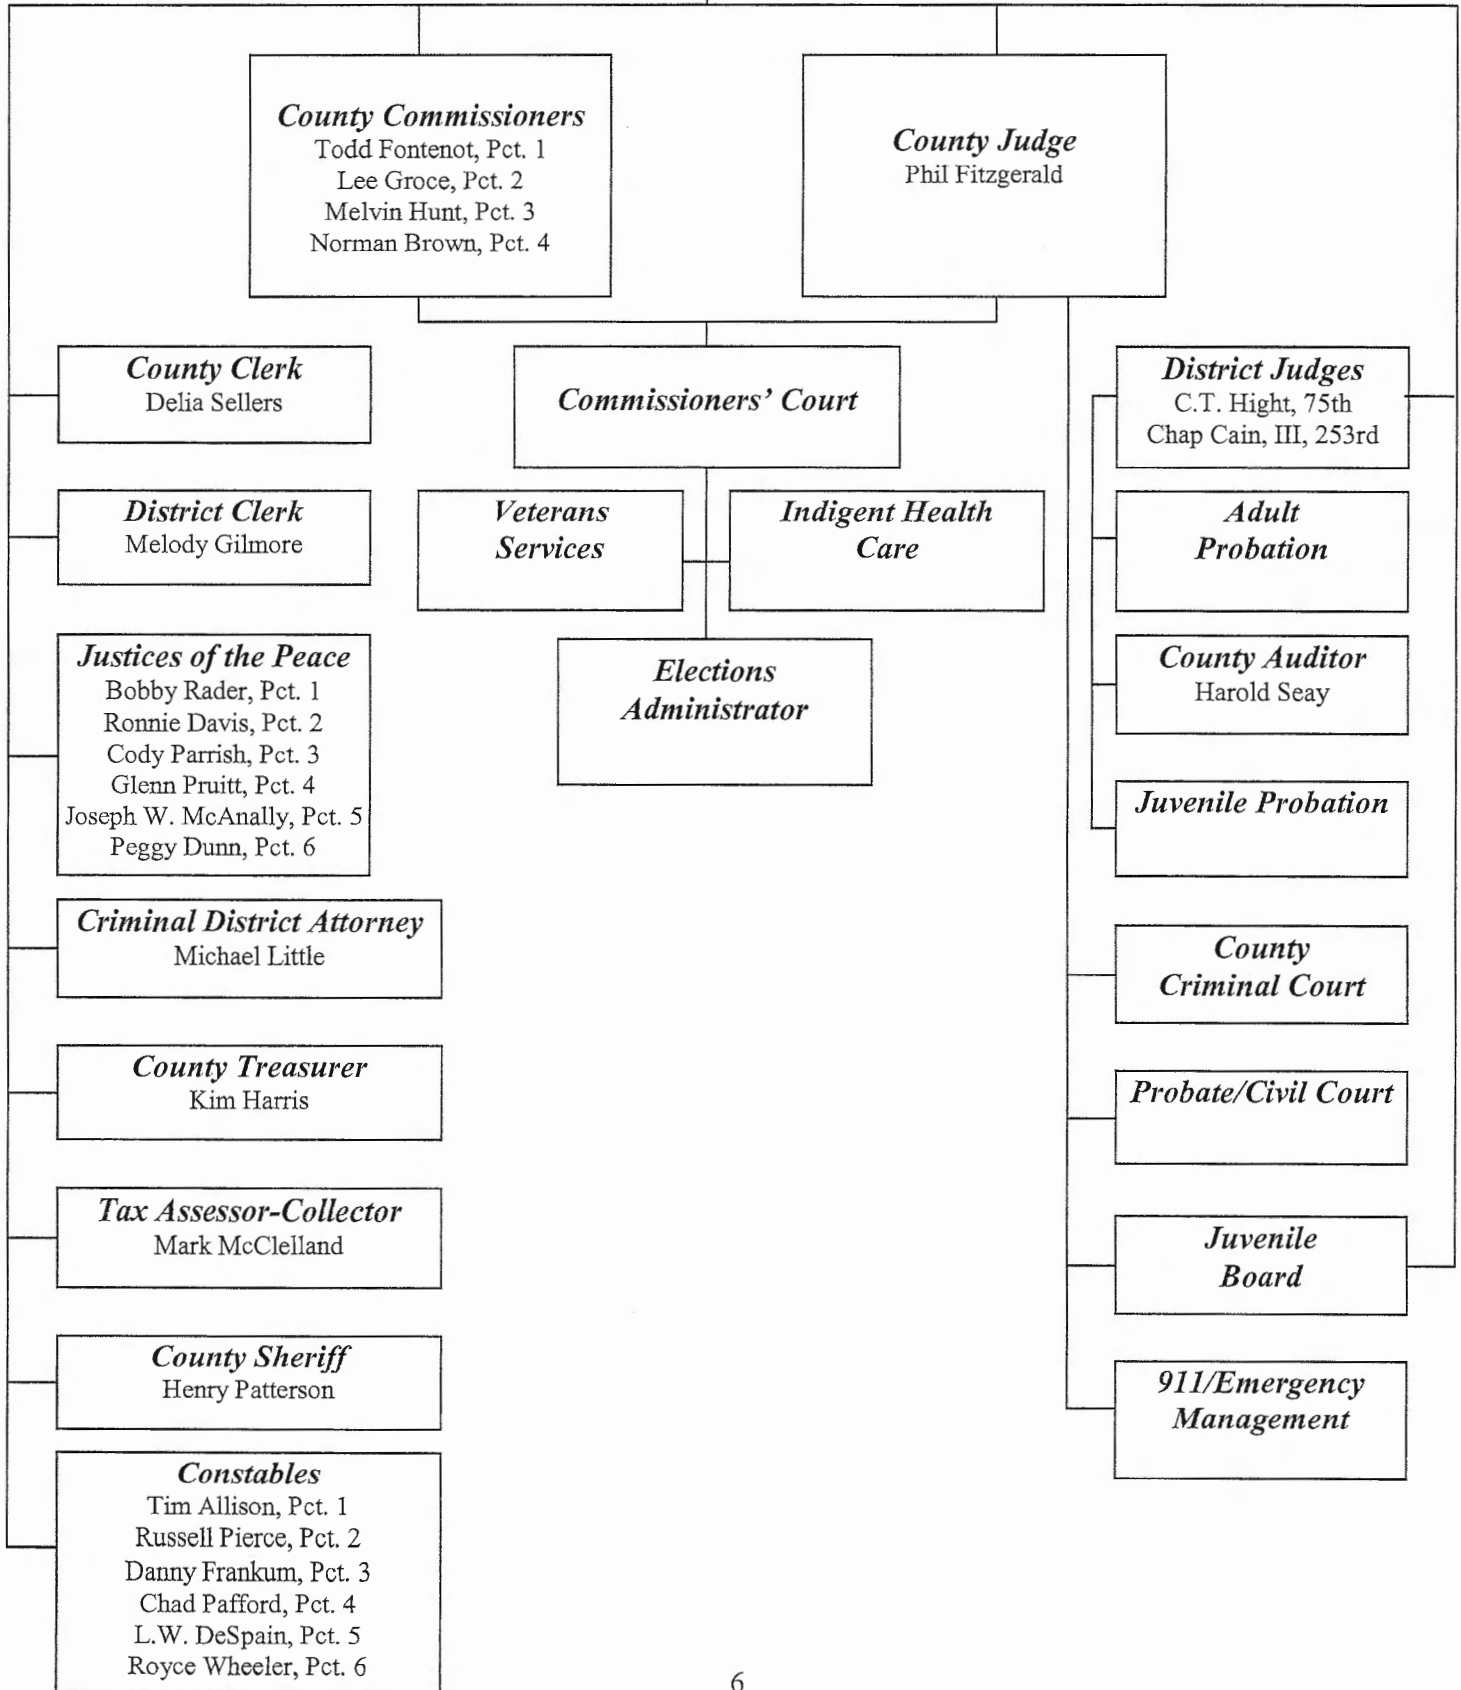 County Commissioners
Todd Fontenot, Pct. 1
Lee Groce, Pct. 2
Melvin Hunt, Pct. 3
Norman Brown, Pct. 4
County Judge
Phil Fitzgerald
County Clerk
Delia Sellers
Commissioners' Court
District Judges
C.T. Hight, 75th
Chap Cain, III, 253rd
District Clerk
Melody Gilmore
Veterans
Services
Indigent Health
Care
Adult
Probation
Justices of the Peace
Bobby Rader, Pct. 1
Ronnie Davis, Pct. 2
Cody Parrish, Pct. 3
Glenn Pruitt, Pct. 4
Joseph W. McAnally, Pct. 5
Peggy Dunn, Pct. 6
Elections
Administrator
County Auditor
Harold Seay
Juvenile Probation
Criminal District Attorney
Michael Little
County
Criminal Court
County Treasurer
Kim Harris
Probate/Civil Court
Tax Assessor-Collector
Mark McClelland
Juvenile
Board
County Sheriff
Henry Patterson
911/Emergency
Management
Constables
Tim Allison, Pct. 1
Russell Pierce, Pct. 2
Danny Frankum, Pct. 3
Chad Pafford, Pct. 4
L.W. DeSpain, Pct. 5
Royce Wheeler, Pct. 6
6